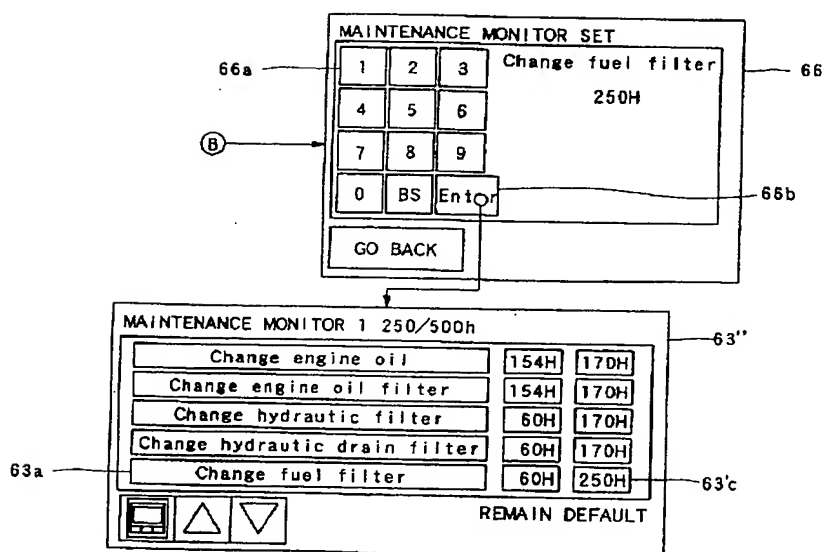 MAINTENANCE MONITOR SET
66a
1 2 3
Change fuel filter
66
250H
4 5 6
B
7 8 9
0 BS Enter
66b
GO BACK
MAINTENANCE MONITOR 1 250/500h
63''
Change engine oil 154H 170H
Change engine oil filter 154H 170H
Change hydrautic filter 60H 170H
Change hydrautic drain filter 60H 170H
63a
Change fuel filter 60H 250H
63'c
REMAIN DEFAULT